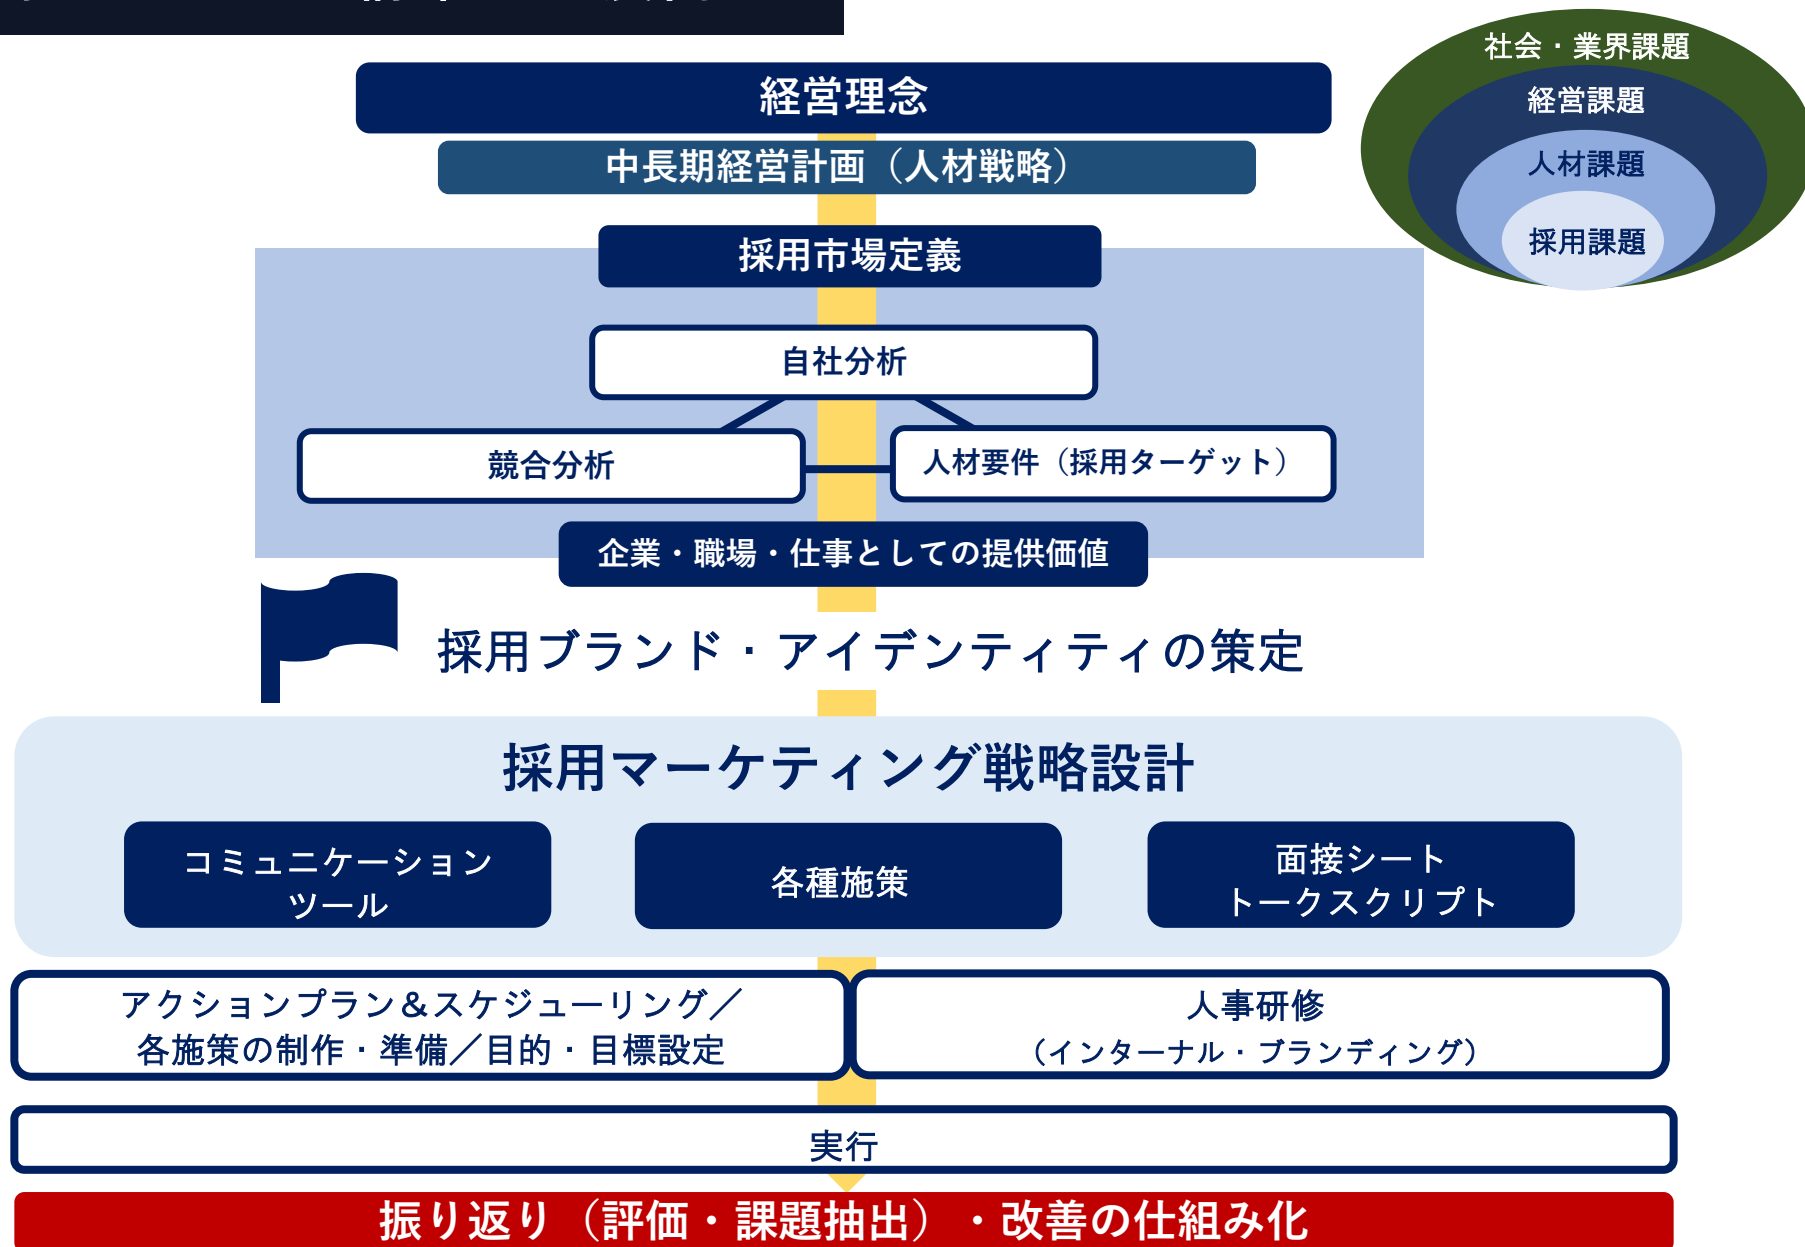 社会・業界課題
経営課題
人材課題
採用課題
経営理念
中長期経営計画（人材戦略）
採用市場定義
自社分析
競合分析
人材要件（採用ターゲット）
企業・職場・仕事としての提供価値
採用ブランド・アイデンティティの策定
採用マーケティング戦略設計
コミュニケーション
ツール
各種施策
面接シート
トークスクリプト
アクションプラン＆スケジューリング／
各施策の制作・準備／目的・目標設定
人事研修
（インターナル・ブランディング）
実行
振り返り（評価・課題抽出）・改善の仕組み化